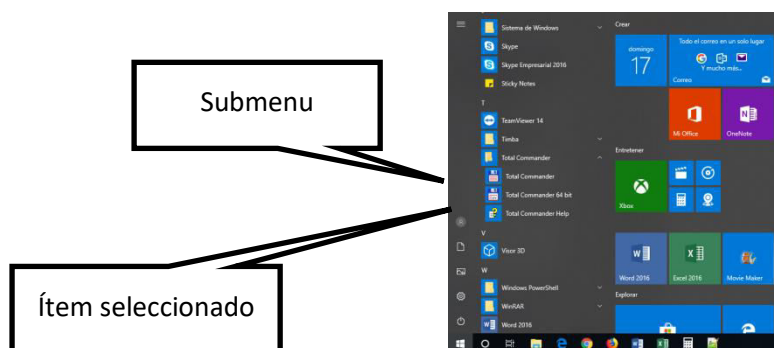 Submenu
Ítem seleccionado
Sistema de Windows
Skype
Skype Empresarial 2016
Sticky Notes
T
TeamViewer 14
Timba
Total Commander
Total Commander
Total Commander 64 bit
Total Commander Help
V
Visor 3D
W
Windows PowerShell
WinRAR
Word 2016
Crear
domingo
17
Todo el correo en un solo lugar
Y mucho más...
Correo
Mi Office
OneNote
Entretener
Xbox
Word 2016
Excel 2016
Movie Maker
Explorar